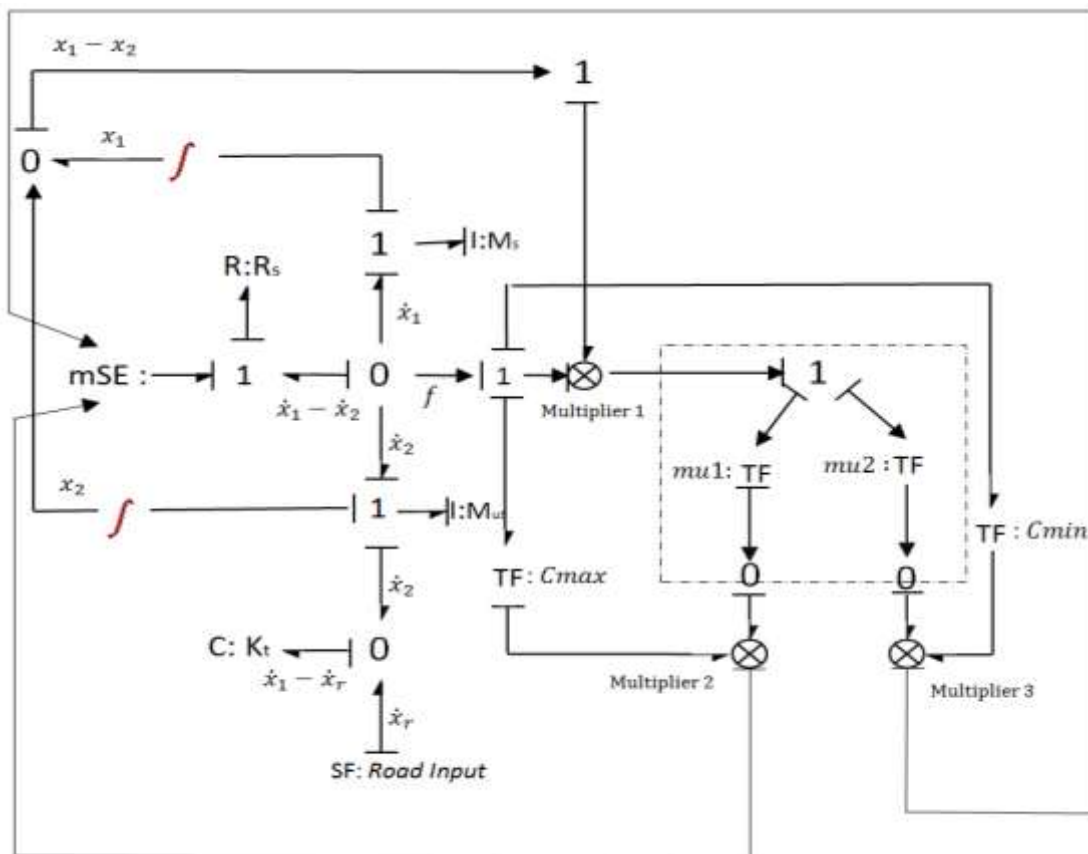 x₁ − x₂
1
x₁
∫
0
1
I:Mₛ
R:Rₛ
ẋ₁
mSE :
1
0
1
⊗
1
ẋ₁ − ẋ₂
f
Multiplier 1
ẋ₂
mu1: TF
mu2 : TF
x₂
∫
1
TF : Cmin
TF : Cmax
0
0
ẋ₂
C: Kₜ
0
⊗
⊗
ẋ₁ − ẋᵣ
Multiplier 2
Multiplier 3
ẋᵣ
SF: Road Input